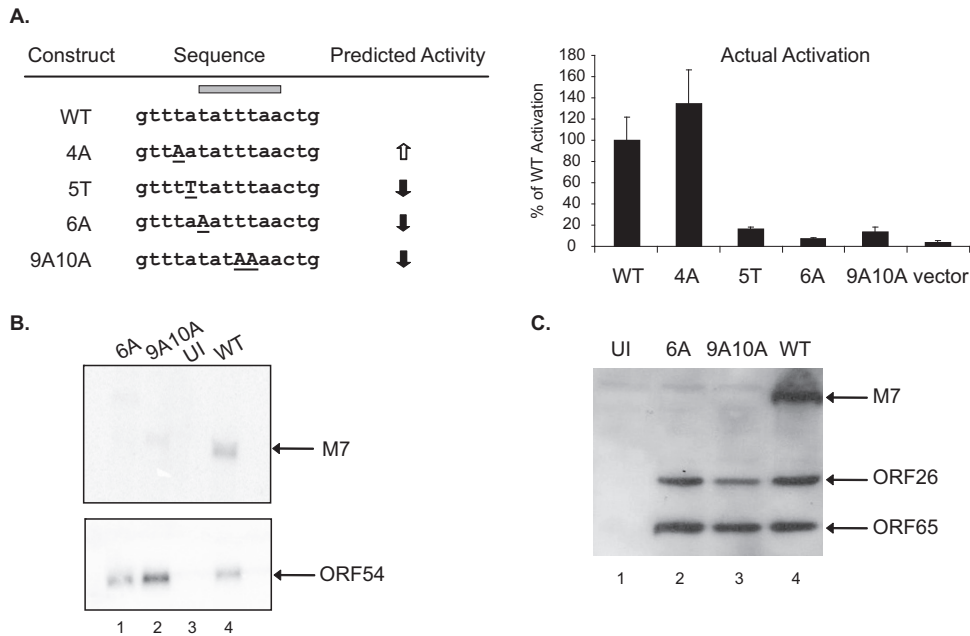 A.
Construct Sequence Predicted Activity
WT gtttatatttaactg
4A gttAatatttaactg
5T gtttTtatttaactg
6A gtttaAatttaactg
9A10A gtttatatAAaactg
Actual Activation
% of WT Activation
180
160
140
120
100
80
60
40
20
0
WT 4A 5T 6A 9A10A vector
B.
6A 9A10A UI WT
M7
ORF54
1 2 3 4
C.
UI 6A 9A10A WT
M7
ORF26
ORF65
1 2 3 4